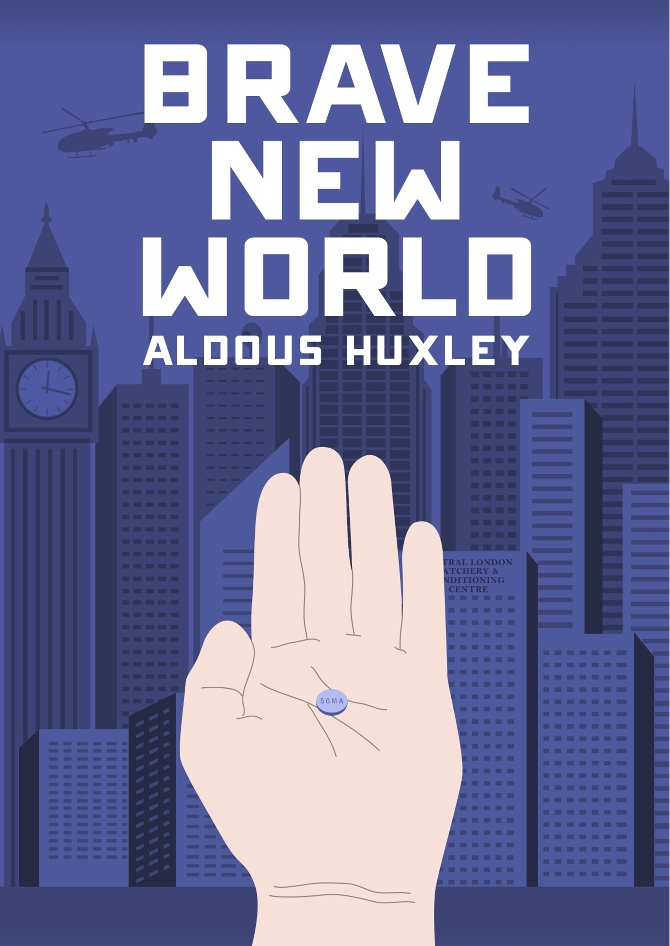 BRAVE
NEW
WORLD
ALDOUS HUXLEY
TRAL LONDON
ATCHERY &
NDITIONING
CENTRE
SOMA